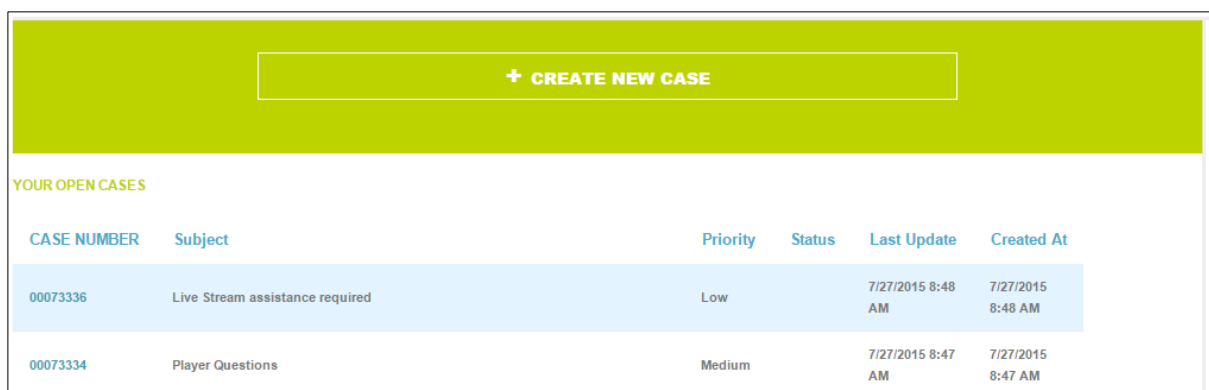 + CREATE NEW CASE
YOUR OPEN CASES
CASE NUMBER Subject Priority Status Last Update Created At
00073336 Live Stream assistance required Low 7/27/2015 8:48 AM 7/27/2015 8:48 AM
00073334 Player Questions Medium 7/27/2015 8:47 AM 7/27/2015 8:47 AM